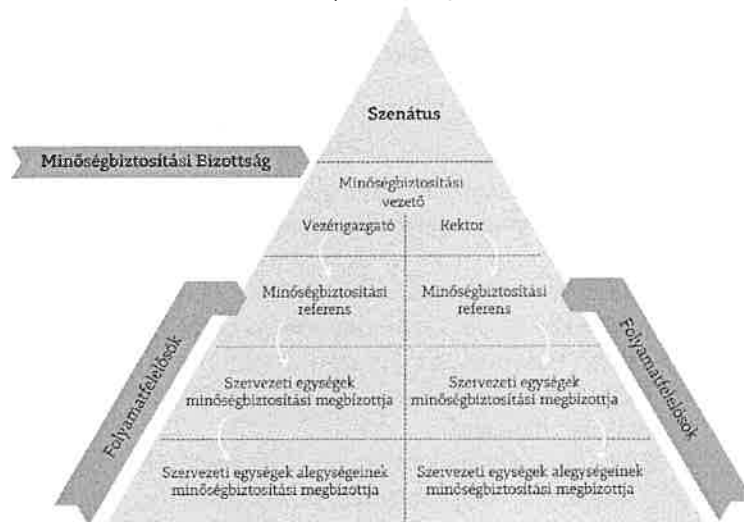 Szenátus
Minőségbiztosítási Bizottság
Minőségbiztosítási
vezető
Vezérigazgató
Rektor
Minőségbiztosítási
referens
Minőségbiztosítási
referens
Folyamatfelelősök
Folyamatfelelősök
Szervezeti egységek
minőségbiztosítási megbízottja
Szervezeti egységek
minőségbiztosítási megbízottja
Szervezeti egységek alegységeinek
minőségbiztosítási megbízottja
Szervezeti egységek alegységeinek
minőségbiztosítási megbízottja